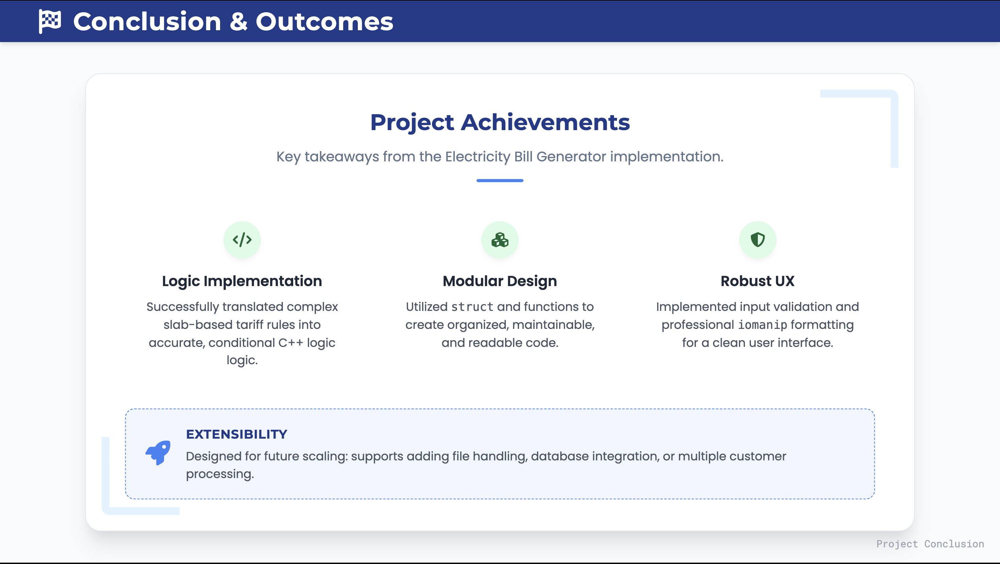 Conclusion & Outcomes
Project Achievements
Key takeaways from the Electricity Bill Generator implementation.
Logic Implementation
Successfully translated complex
slab-based tariff rules into
accurate, conditional C++ logic
logic.
Modular Design
Utilized struct and functions to
create organized, maintainable,
and readable code.
Robust UX
Implemented input validation and
professional iomanip formatting
for a clean user interface.
EXTENSIBILITY
Designed for future scaling: supports adding file handling, database integration, or multiple customer
processing.
Project Conclusion